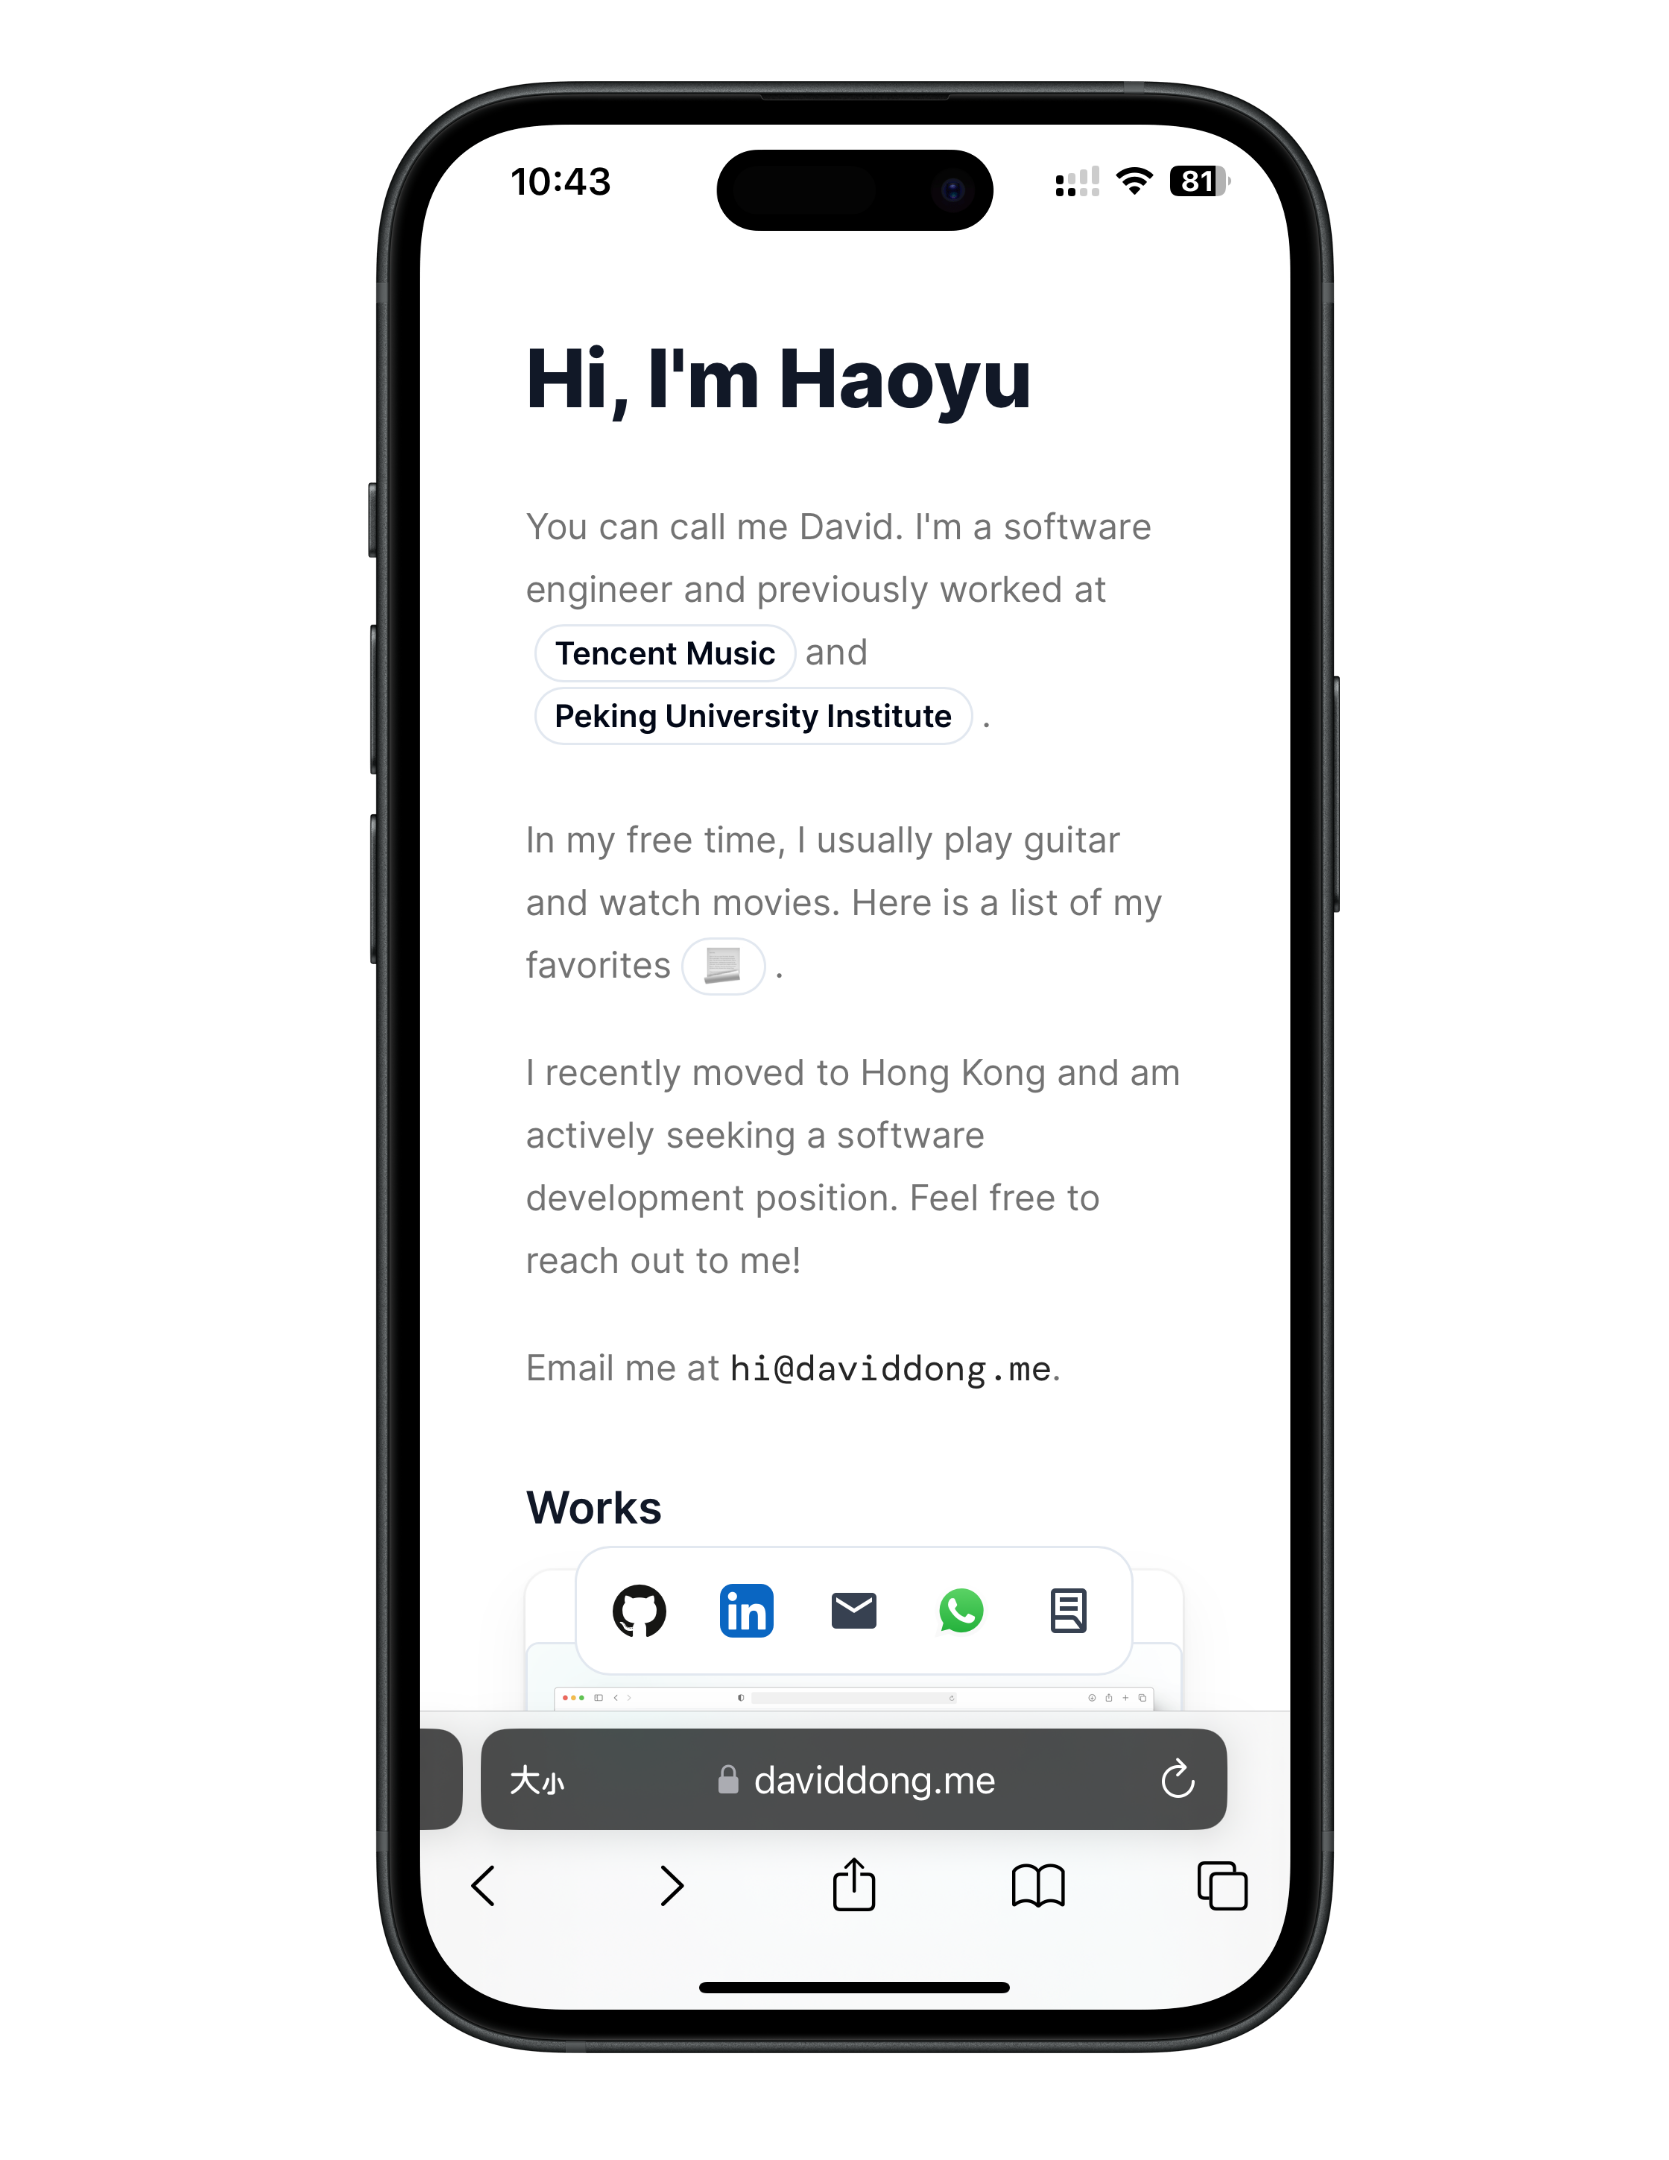 10:43
81
Hi, I'm Haoyu
You can call me David. I'm a software
engineer and previously worked at
Tencent Music and
Peking University Institute .
In my free time, I usually play guitar
and watch movies. Here is a list of my
favorites .
I recently moved to Hong Kong and am
actively seeking a software
development position. Feel free to
reach out to me!
Email me at hi@daviddong.me.
Works
in
大小 daviddong.me